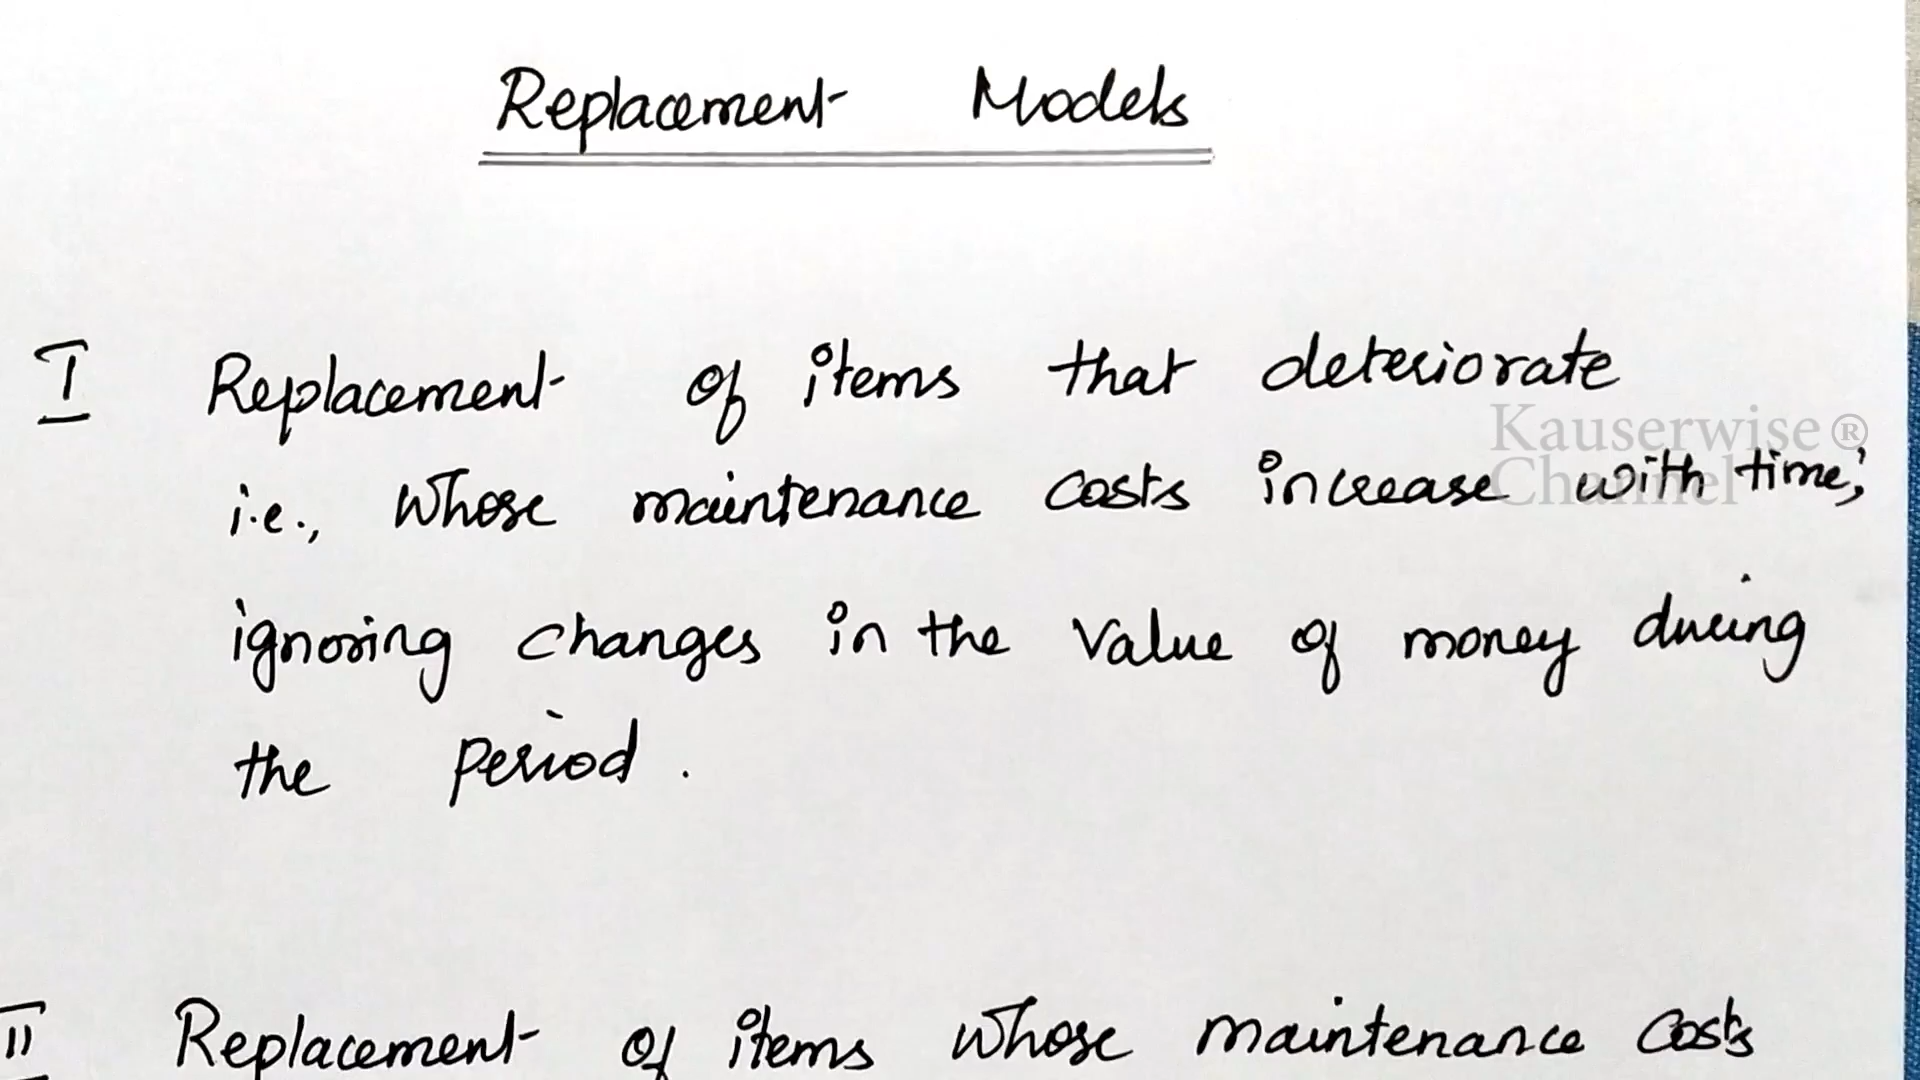 Replacement Models
I Replacement of items that deteriorate
Kauserwise®
i.e., whose maintenance costs increase with time;
Channel
ignoring changes in the value of money during
the period.
II Replacement of items whose maintenance costs